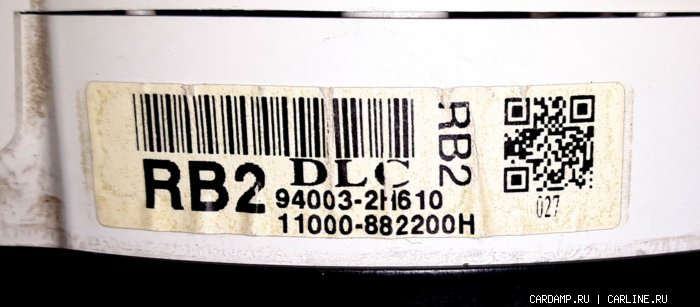 RB2 DLC
94003-2H610
11000-882200H
RB2
027
CARDAMP.RU | CARLINE.RU